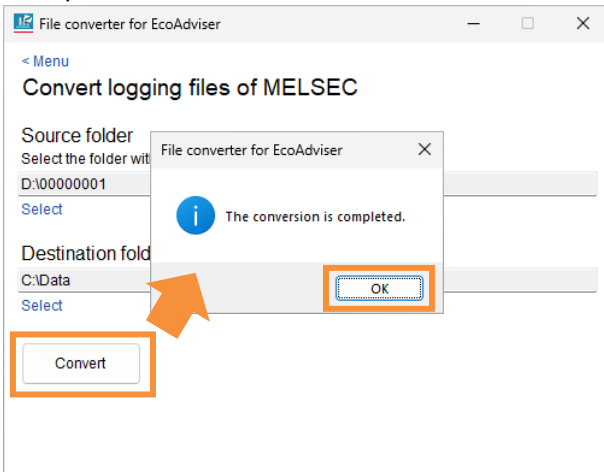 File converter for EcoAdviser
< Menu
Convert logging files of MELSEC
Source folder
Select the folder wit
D:\00000001
Select
Destination fold
C:\Data
Select
Convert
File converter for EcoAdviser
The conversion is completed.
OK